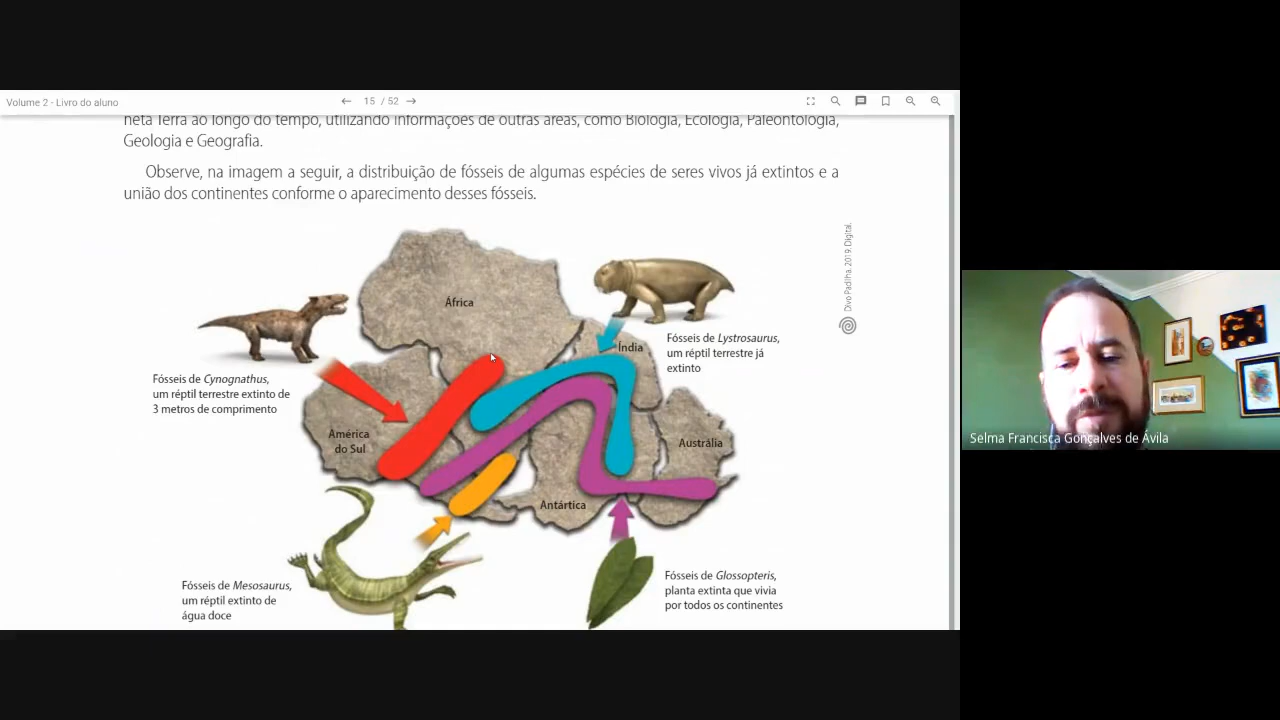 Volume 2 - Livro do aluno
15 / 52
neta Terra ao longo do tempo, utilizando informações de outras áreas, como Biologia, Ecologia, Paleontologia,
Geologia e Geografia.
Observe, na imagem a seguir, a distribuição de fósseis de algumas espécies de seres vivos já extintos e a
união dos continentes conforme o aparecimento desses fósseis.
Divo Padilha. 2019. Digital.
África
Índia
Fósseis de Lystrosaurus,
um réptil terrestre já
extinto
Fósseis de Cynognathus,
um réptil terrestre extinto de
3 metros de comprimento
América
do Sul
Austrália
Antártica
Fósseis de Mesosaurus,
um réptil extinto de
água doce
Fósseis de Glossopteris,
planta extinta que vivia
por todos os continentes
Selma Francisca Gonçalves de Ávila